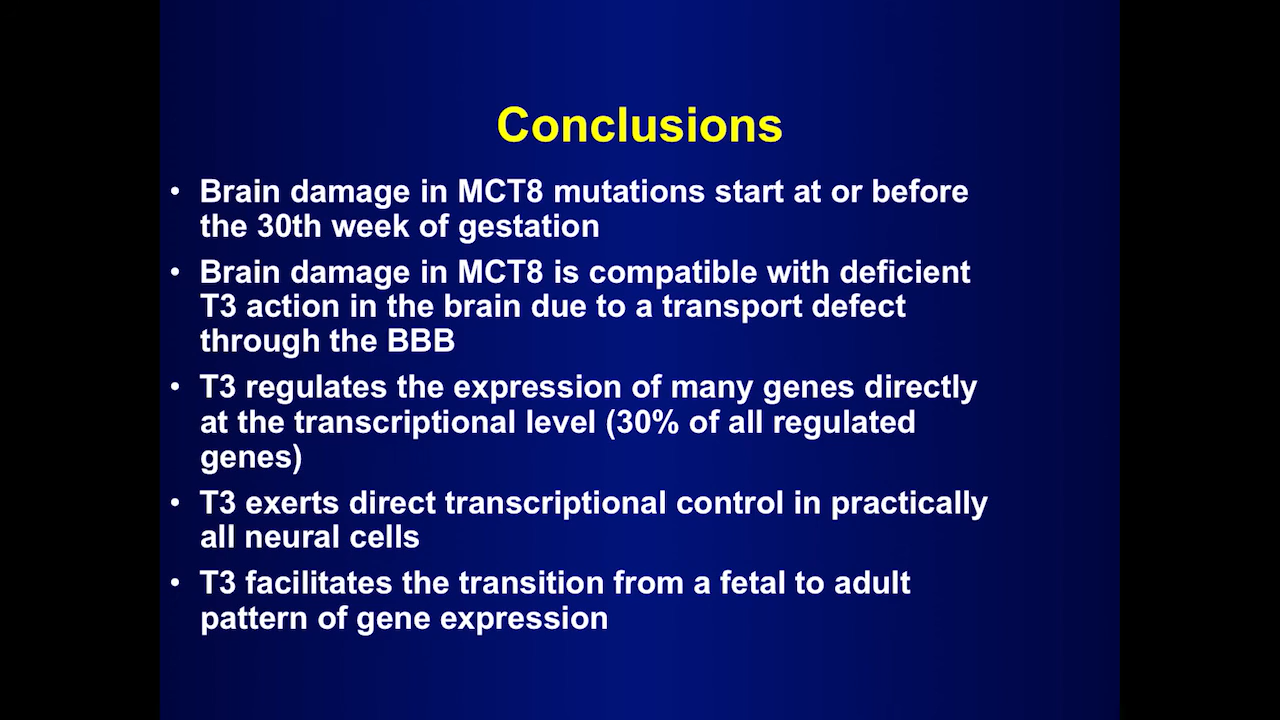 Conclusions
• Brain damage in MCT8 mutations start at or before
the 30th week of gestation
• Brain damage in MCT8 is compatible with deficient
T3 action in the brain due to a transport defect
through the BBB
• T3 regulates the expression of many genes directly
at the transcriptional level (30% of all regulated
genes)
• T3 exerts direct transcriptional control in practically
all neural cells
• T3 facilitates the transition from a fetal to adult
pattern of gene expression